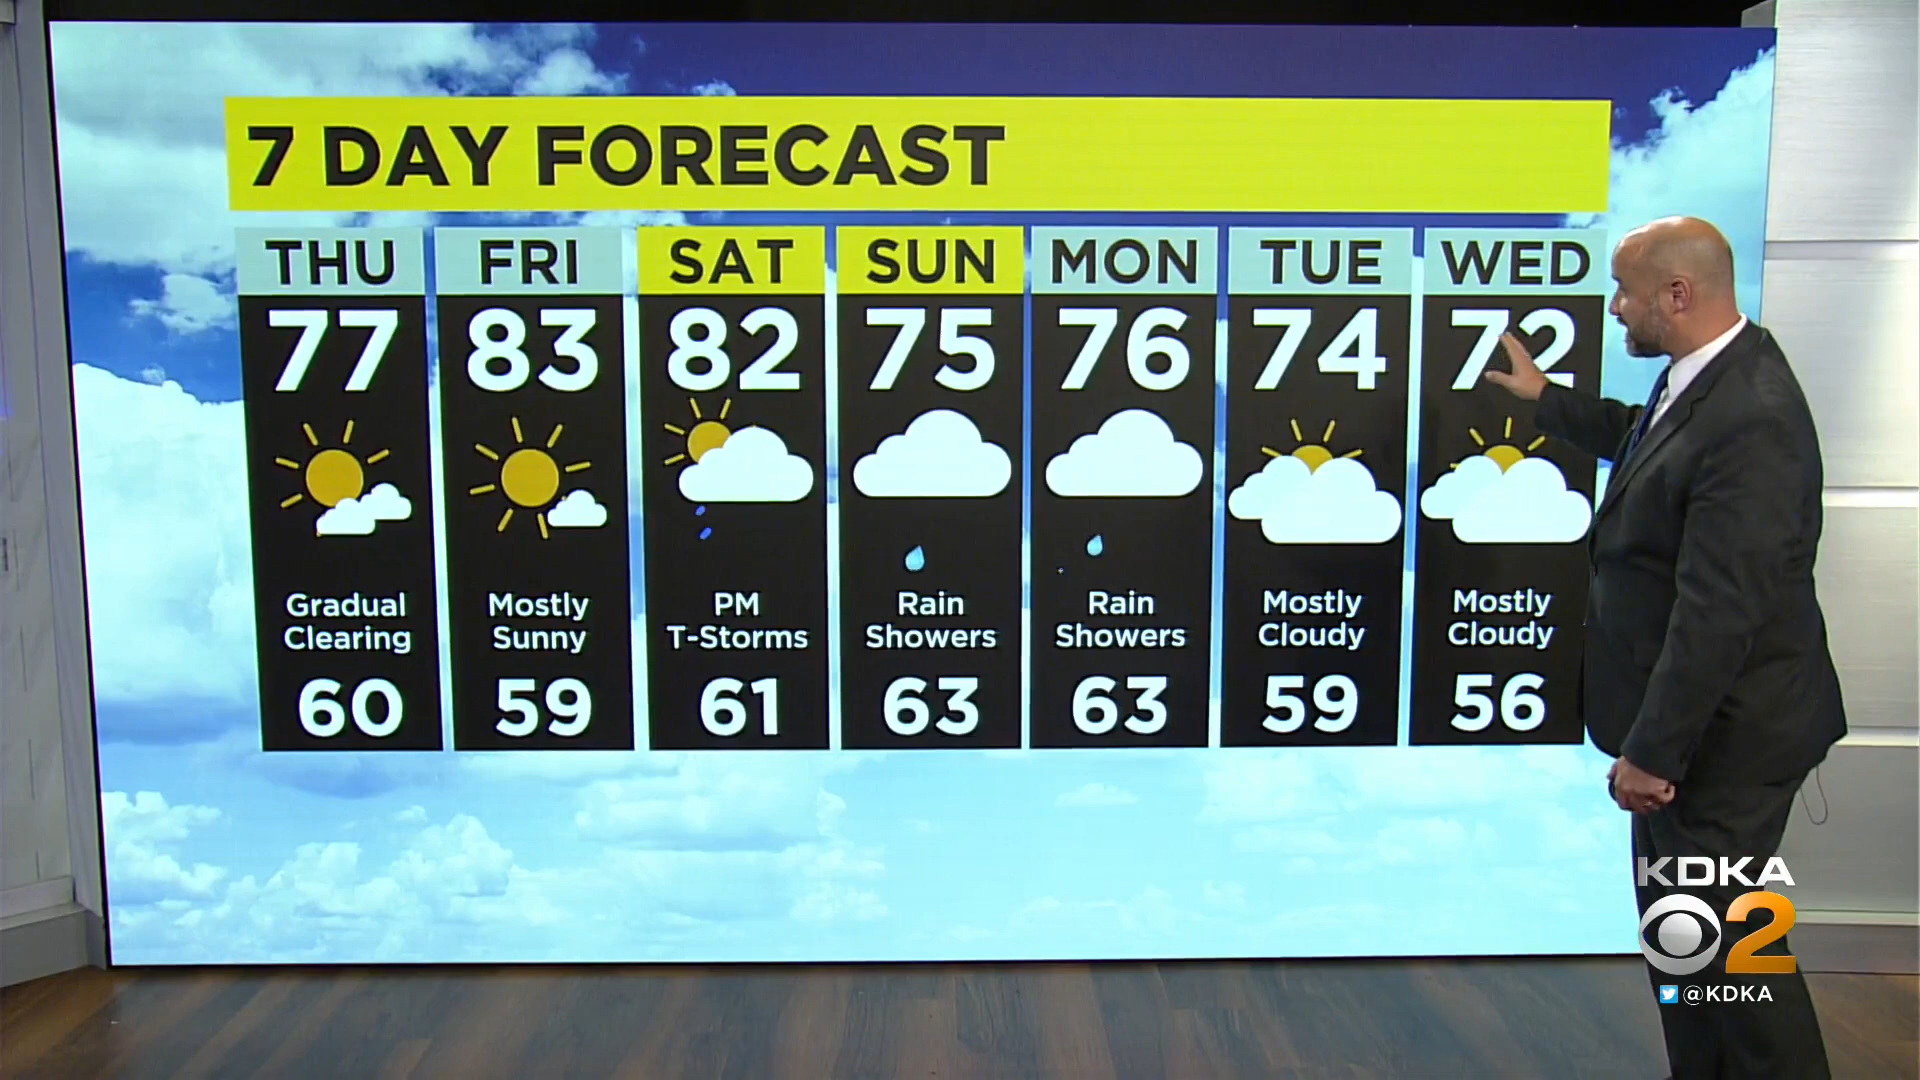 7 DAY FORECAST
THU FRI SAT SUN MON TUE WED
77 83 82 75 76 74 72
Gradual Clearing
Mostly Sunny
PM T-Storms
Rain Showers
Rain Showers
Mostly Cloudy
Mostly Cloudy
60 59 61 63 63 59 56
KDKA
2
@KDKA